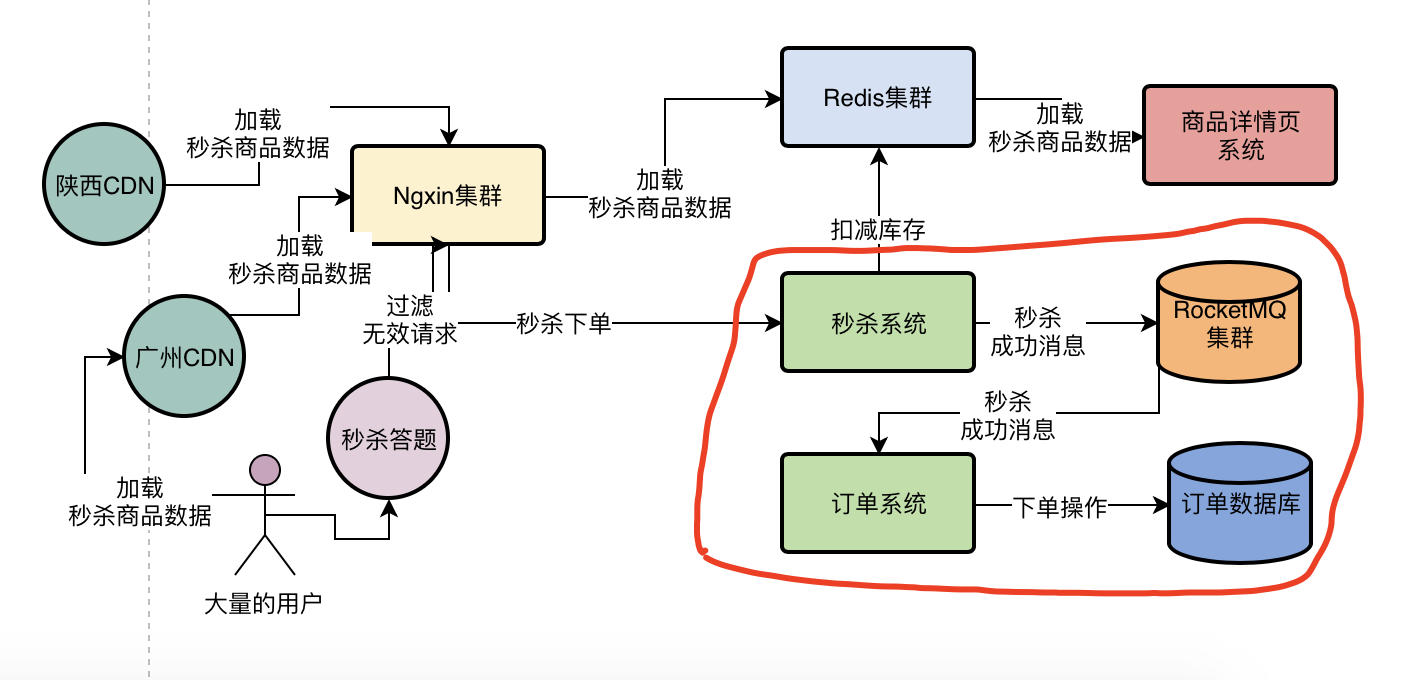 加载
秒杀商品数据
陕西CDN
Ngxin集群
加载
秒杀商品数据
Redis集群
加载
秒杀商品数据
商品详情页
系统
加载
秒杀商品数据
广州CDN
过滤
无效请求
秒杀下单
扣减库存
秒杀系统
秒杀
成功消息
RocketMQ
集群
秒杀
成功消息
秒杀答题
订单系统
下单操作
订单数据库
加载
秒杀商品数据
大量的用户